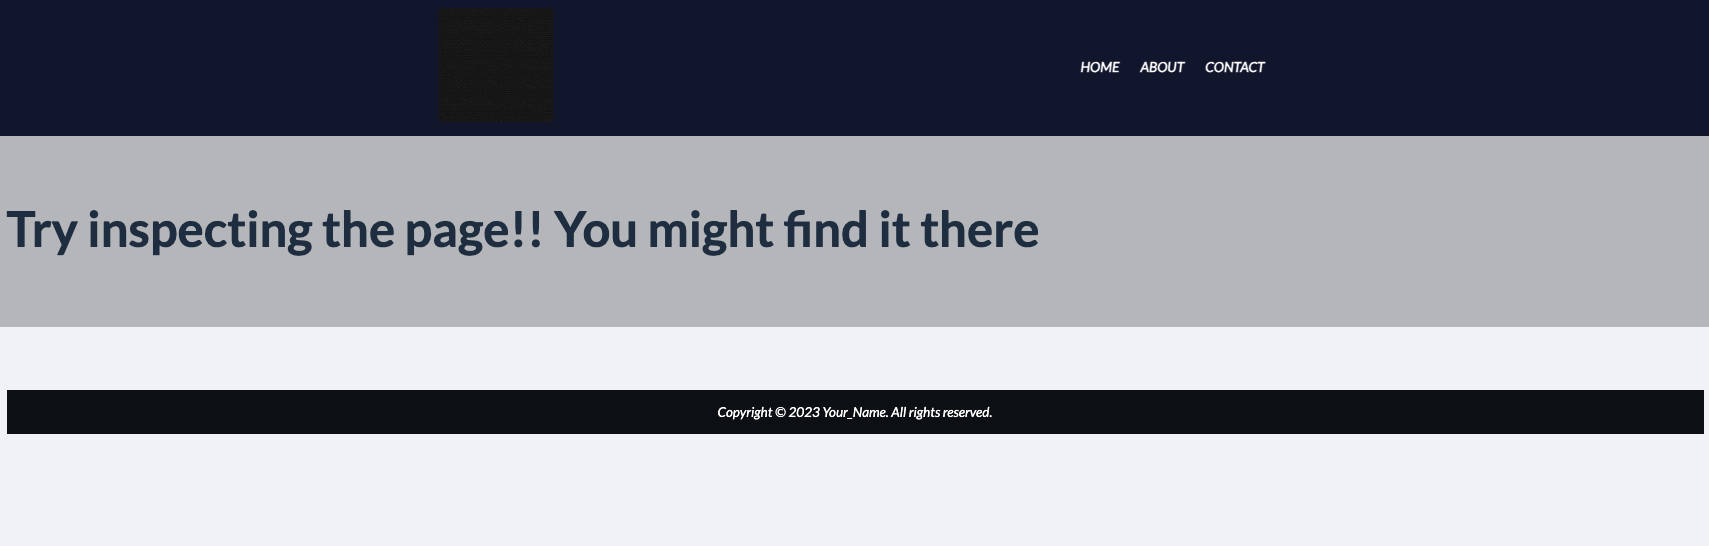 HOME ABOUT CONTACT
Try inspecting the page!! You might find it there
Copyright © 2023 Your_Name. All rights reserved.